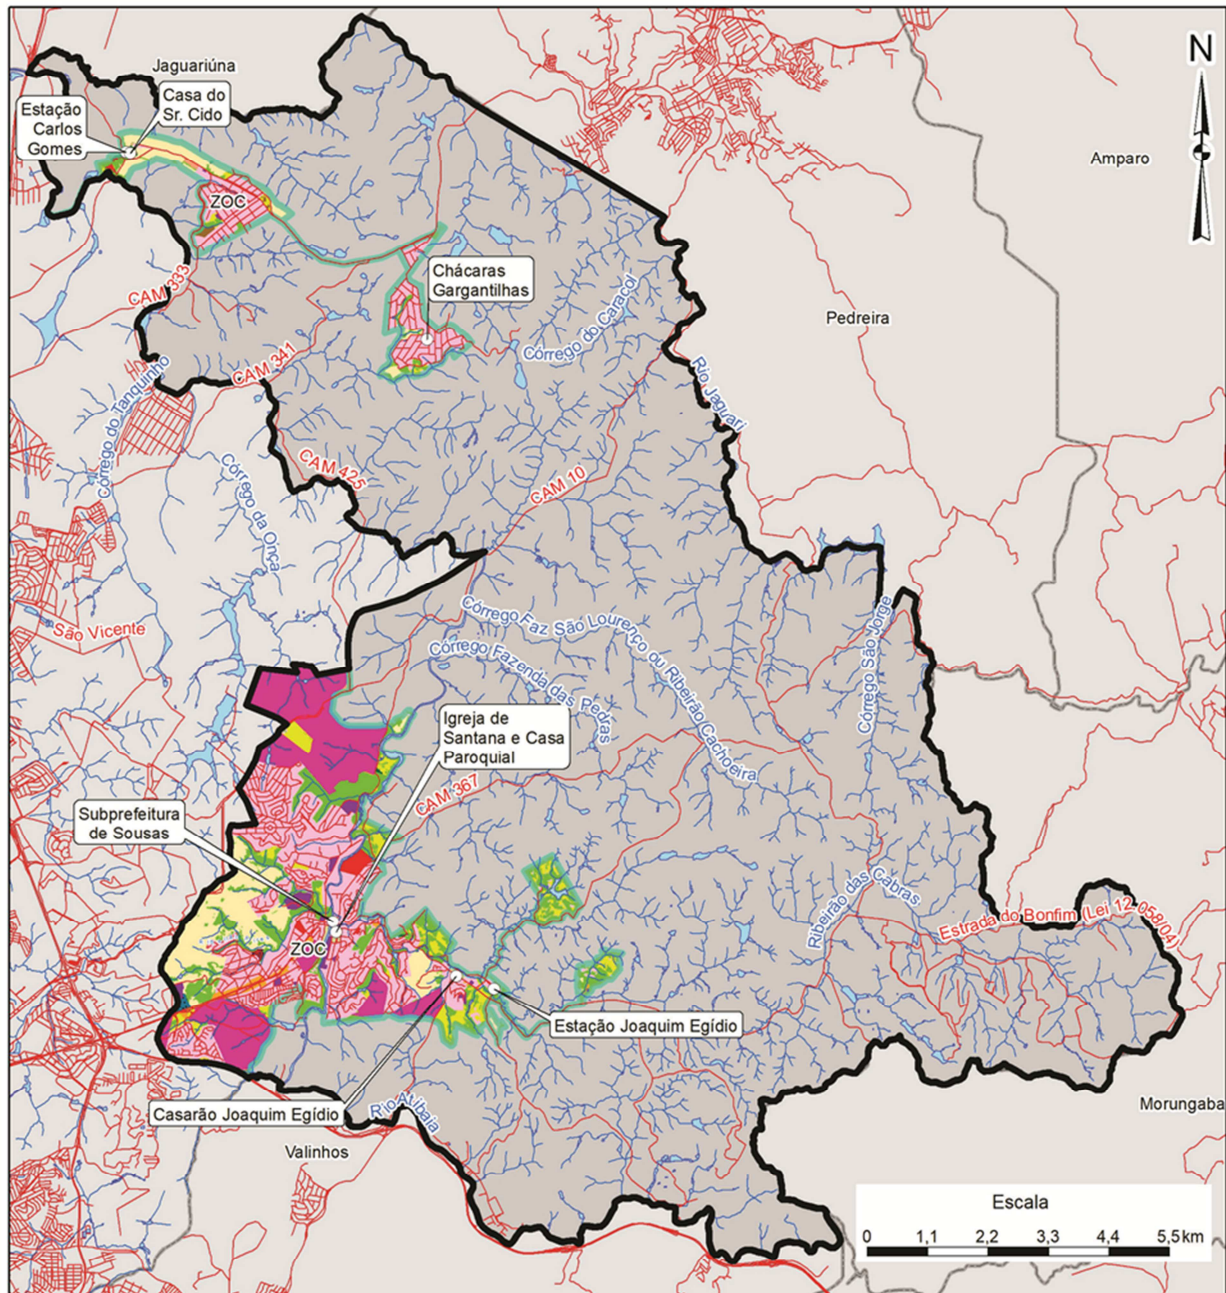 N
Jaguariúna
Casa do
Sr. Cido
Estação
Carlos
Gomes
Amparo
ZOC
Chácaras
Gargantilhas
CAM 333
Pedreira
Córrego do Caracol
CAM 341
Rio Jaguari
Córrego do Tanquinho
CAM 425
CAM 10
Córrego da Onça
São Vicente
Córrego Faz São Lourenço ou Ribeirão Cachoeira
Córrego São Jorge
Córrego Fazenda das Pedras
Igreja de
Santana e Casa
Paroquial
CAM 367
Subprefeitura
de Sousas
Ribeirão das Cabras
Estrada do Bonfim (Lei 12.058/04)
ZOC
Estação Joaquim Egídio
Casarão Joaquim Egídio
Rio Atibaia
Morungaba
Valinhos
Escala
0 1,1 2,2 3,3 4,4 5,5 km